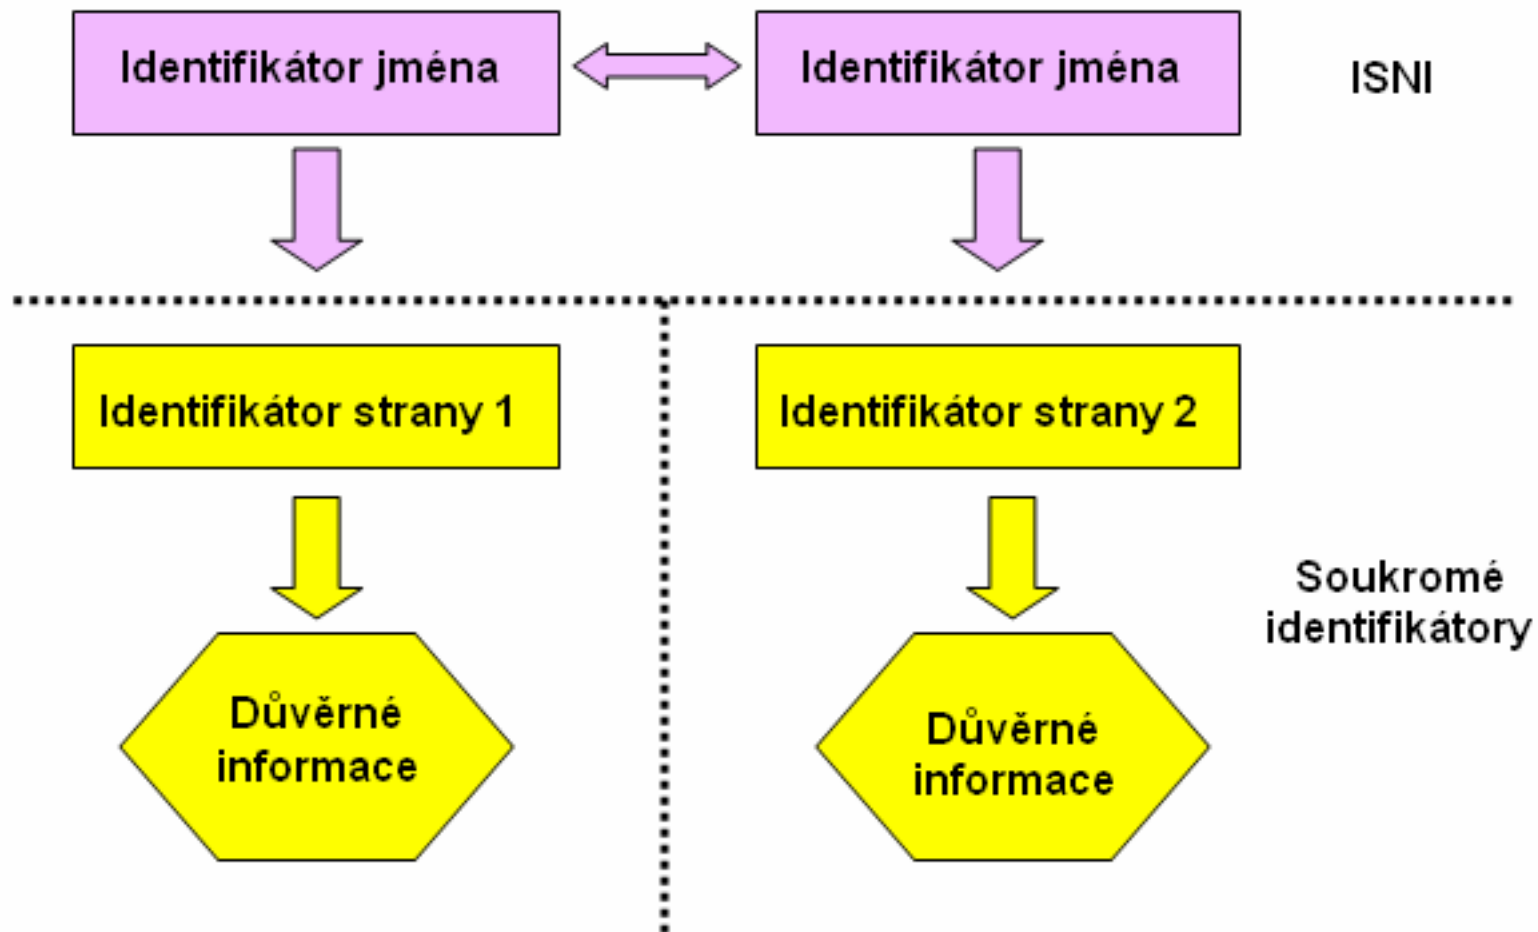 Identifikátor jména
Identifikátor jména
ISNI
Identifikátor strany 1
Identifikátor strany 2
Soukromé
identifikátory
Důvěrné
informace
Důvěrné
informace